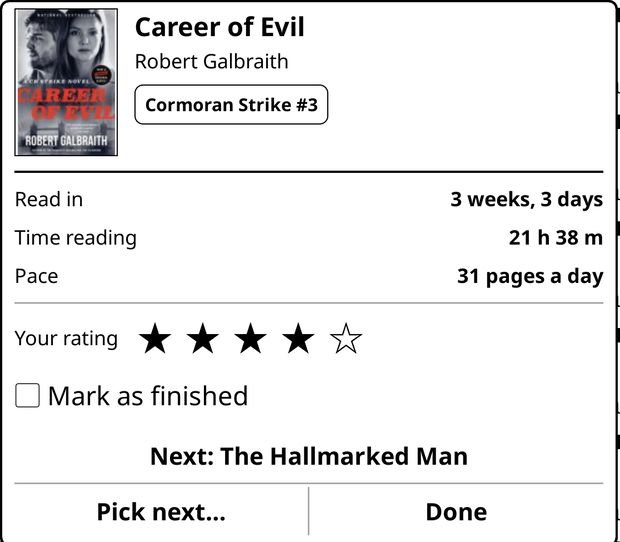 NATIONAL BESTSELLER
Career of Evil
Robert Galbraith
Cormoran Strike #3
A CB STRIKE NOVEL
CAREER
OF EVIL
ROBERT GALBRAITH
Read in 3 weeks, 3 days
Time reading 21 h 38 m
Pace 31 pages a day
Your rating ★ ★ ★ ★ ☆
Mark as finished
Next: The Hallmarked Man
Pick next... Done